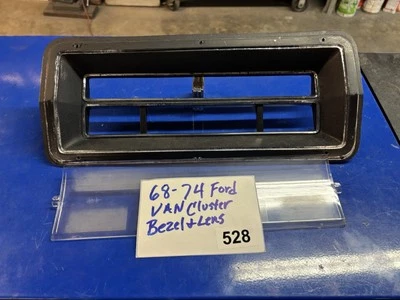 68-74 Ford
VAN Cluster
Bezel + Lens
528